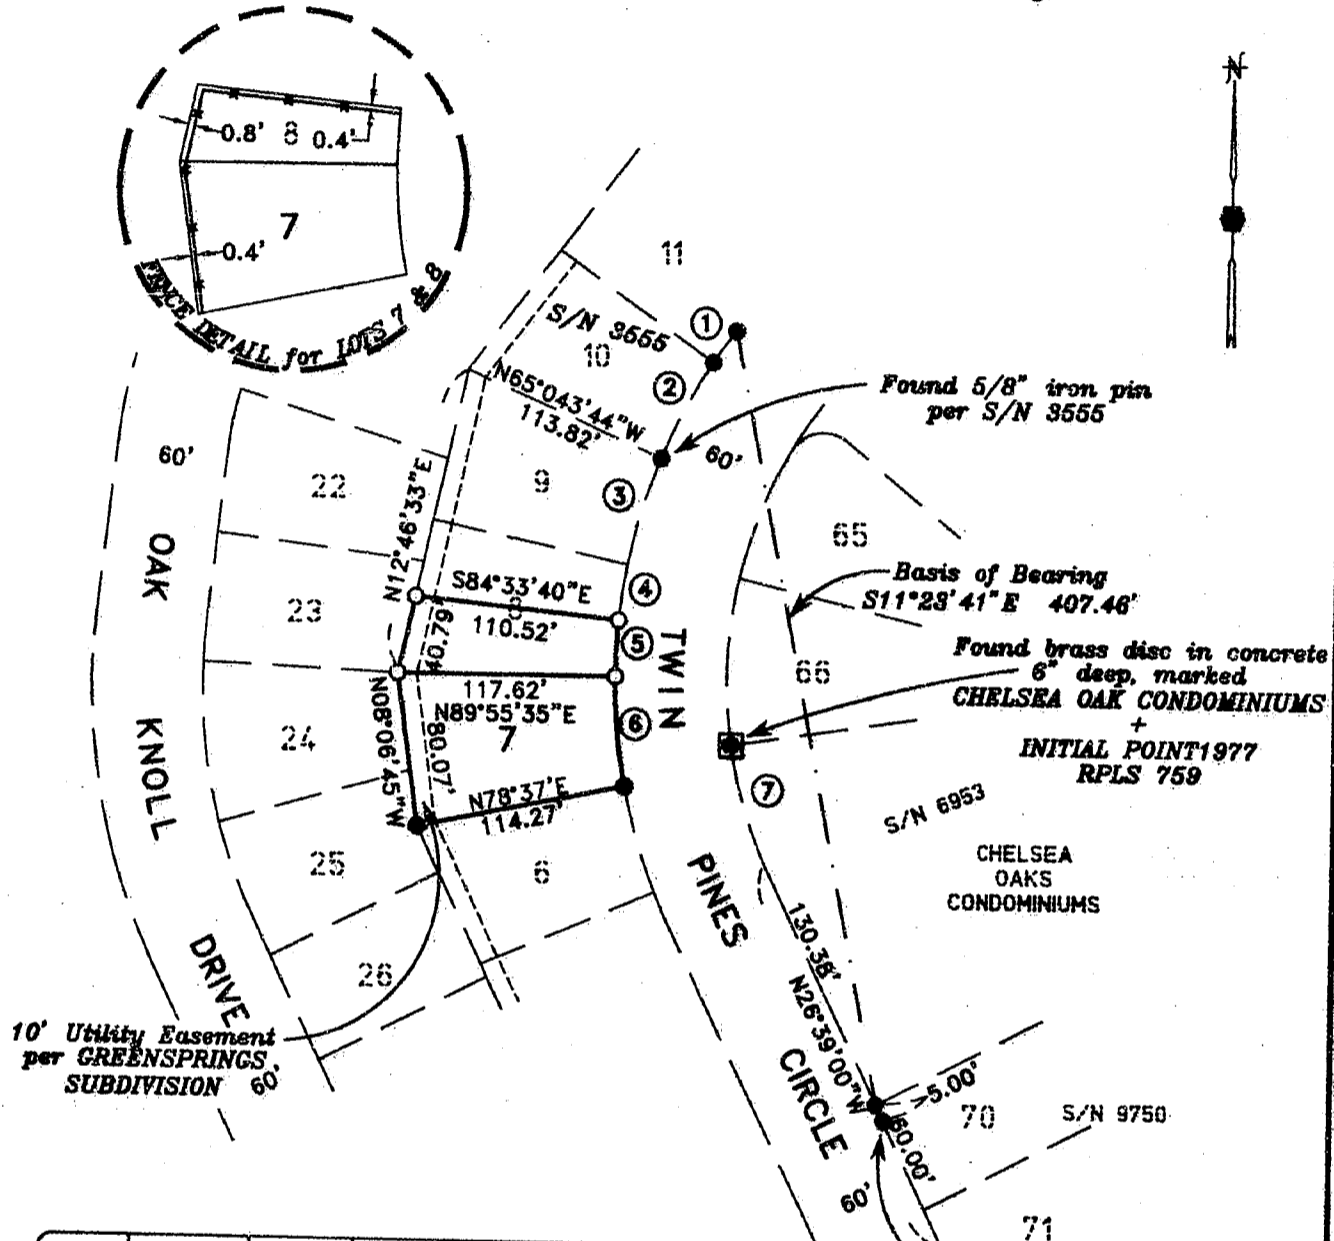 N
0.8'
8
0.4'
7
0.4'
FENCE DETAIL for LOTS 7 & 8
11
S/N 3555
10
1
2
N65°043'44"W
113.82'
Found 5/8" iron pin
per S/N 3555
60'
60'
22
9
3
N12°46'33"E
65
OAK
Basis of Bearing
S11°23'41"E 407.46'
23
S84°33'40"E
8
110.52'
4
5
40.79'
TWIN
Found brass disc in concrete
6" deep, marked
CHELSEA OAK CONDOMINIUMS
+
INITIAL POINT1977
RPLS 759
66
117.62'
N89°55'35"E
7
6
N08°06'45"W
80.07'
24
KNOLL
N78°37'E
114.27'
7
S/N 6953
CHELSEA
OAKS
CONDOMINIUMS
25
6
PINES
130.38'
N26°39'00"W
DRIVE
26
10' Utility Easement
per GREENSPRINGS
SUBDIVISION
60'
CIRCLE
5.00'
70
S/N 9750
60.00'
60'
71